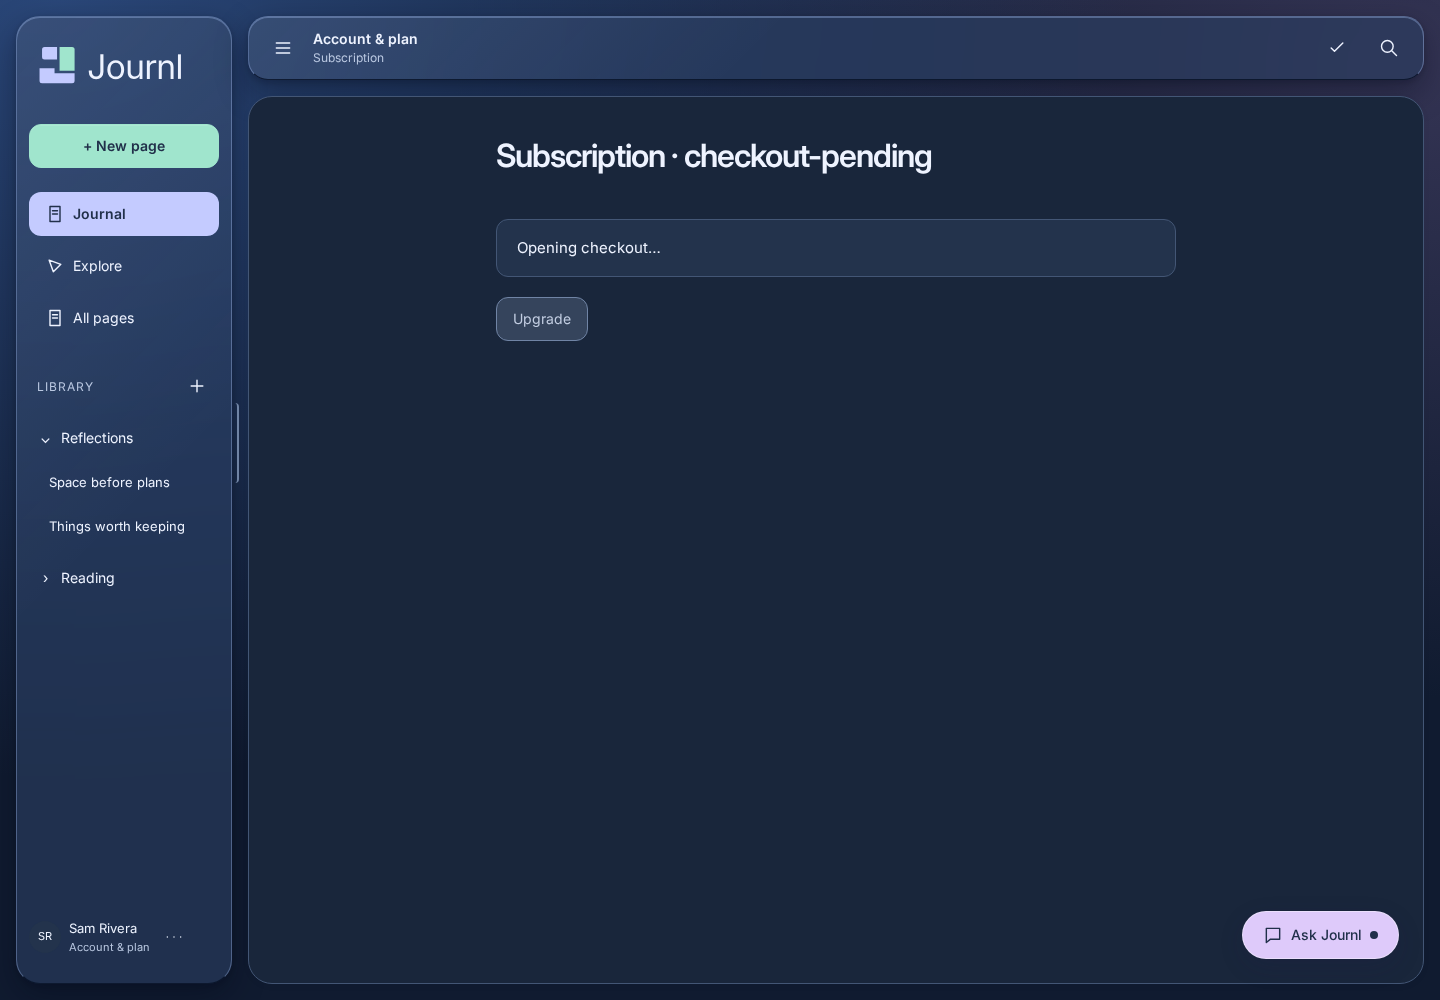 Journl
+ New page
Journal
Explore
All pages
LIBRARY
Reflections
Space before plans
Things worth keeping
Reading
SR
Sam Rivera
Account & plan
...
Account & plan
Subscription
Subscription · checkout-pending
Opening checkout...
Upgrade
Ask Journl